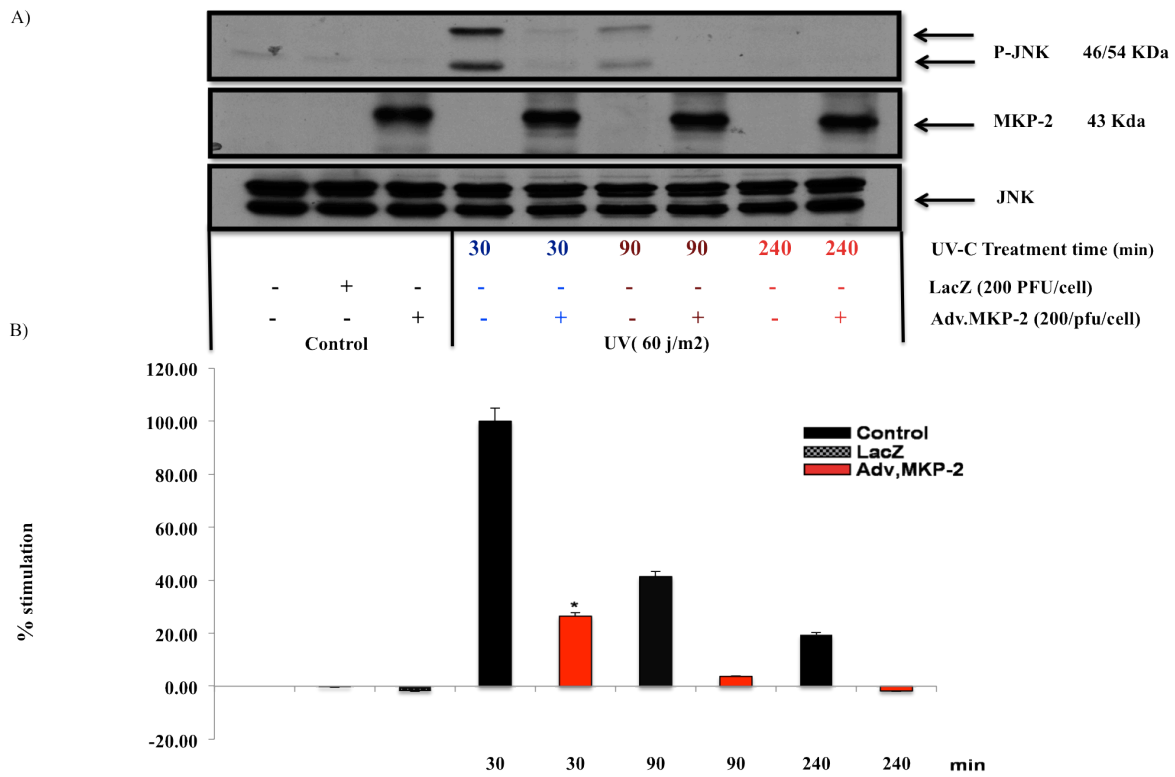 A)
P-JNK 46/54 KDa
MKP-2 43 Kda
JNK
30 30 90 90 240 240 UV-C Treatment time (min)
- + - - - - - - - LacZ (200 PFU/cell)
- - + - + - + - + Adv.MKP-2 (200/pfu/cell)
Control UV( 60 j/m2)
B)
120.00
100.00
80.00
60.00
40.00
20.00
0.00
-20.00
% stimulation
Control
LacZ
Adv,MKP-2
*
30 30 90 90 240 240 min